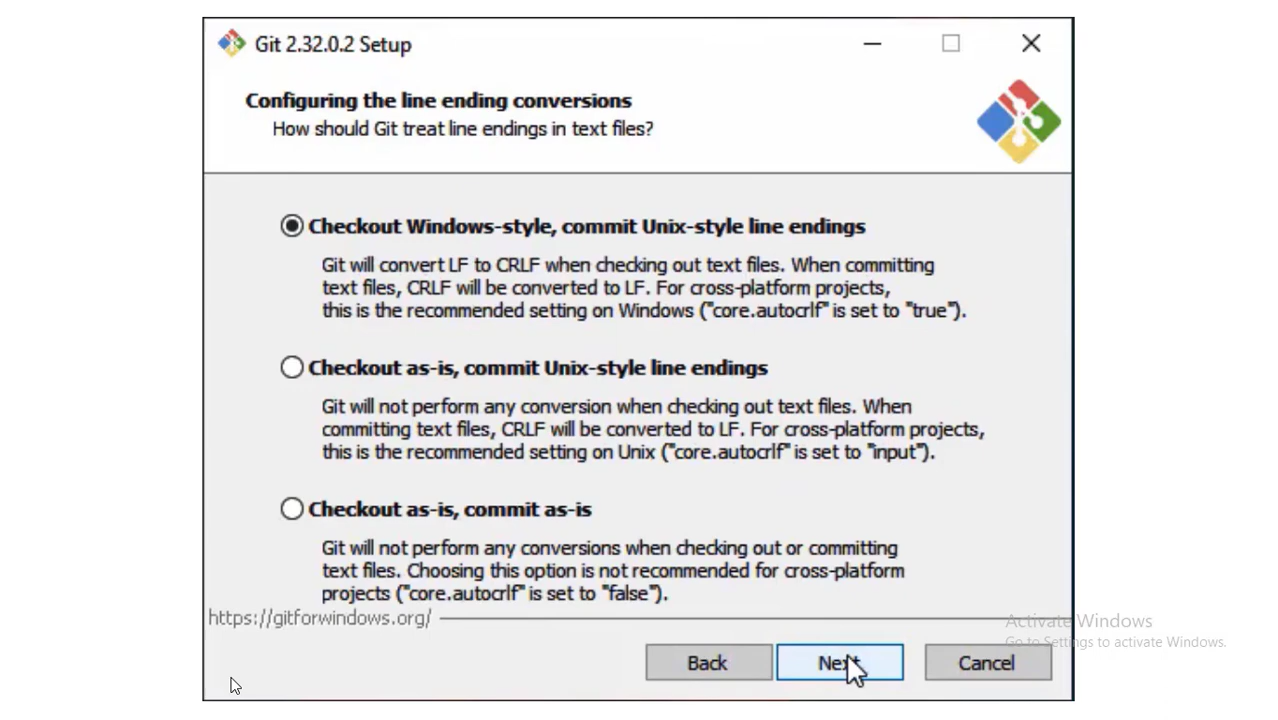 Git 2.32.0.2 Setup
Configuring the line ending conversions
How should Git treat line endings in text files?
Checkout Windows-style, commit Unix-style line endings
Git will convert LF to CRLF when checking out text files. When committing
text files, CRLF will be converted to LF. For cross-platform projects,
this is the recommended setting on Windows ("core.autocrlf" is set to "true").
Checkout as-is, commit Unix-style line endings
Git will not perform any conversion when checking out text files. When
committing text files, CRLF will be converted to LF. For cross-platform projects,
this is the recommended setting on Unix ("core.autocrlf" is set to "input").
Checkout as-is, commit as-is
Git will not perform any conversions when checking out or committing
text files. Choosing this option is not recommended for cross-platform
projects ("core.autocrlf" is set to "false").
https://gitforwindows.org/
Activate Windows
Go to Settings to activate Windows.
Back Next Cancel